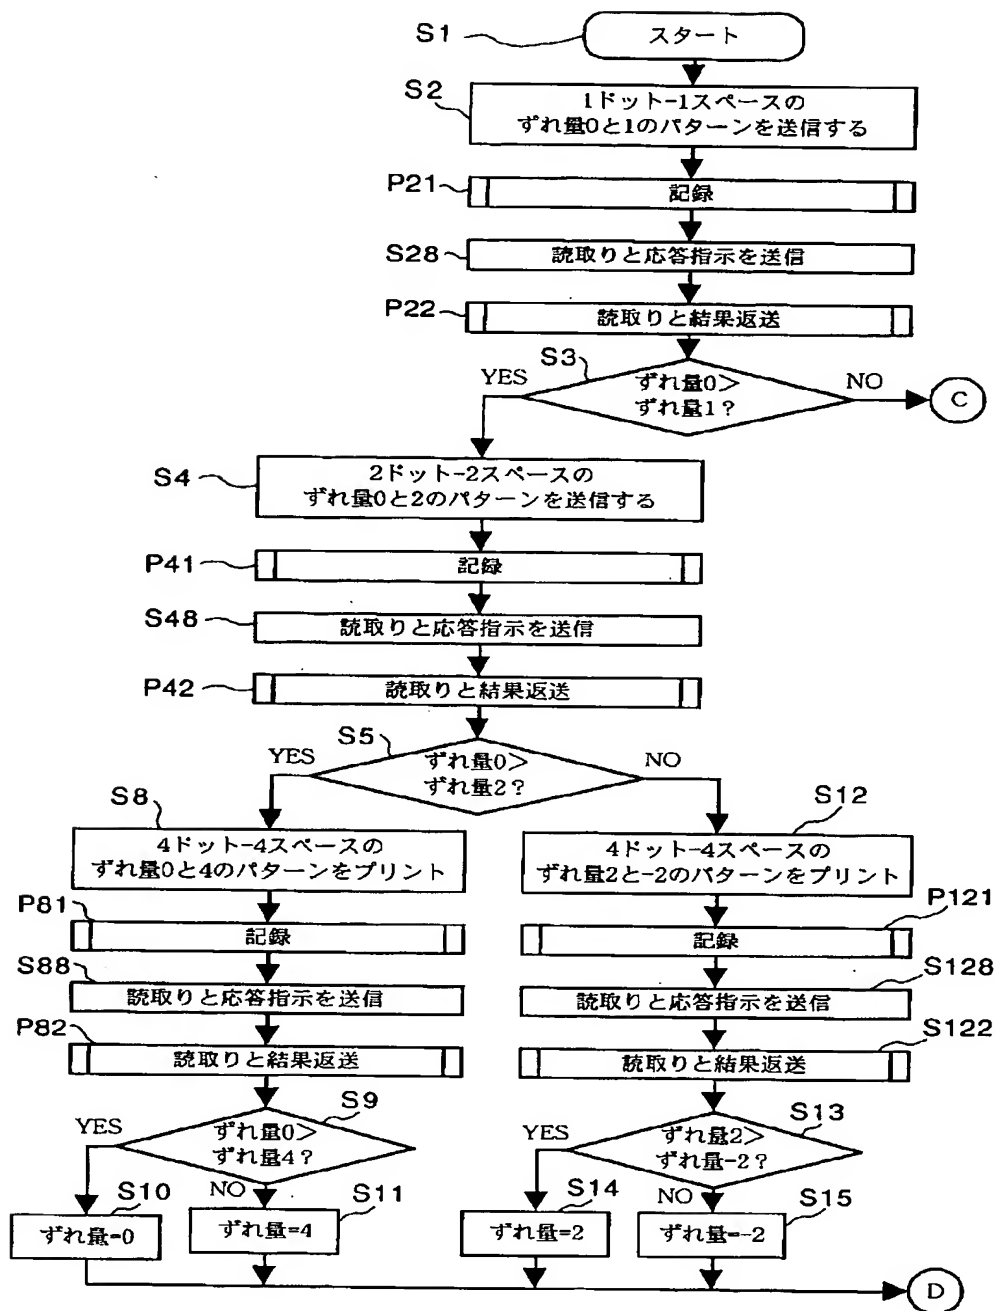 S1
スタート
S2
1ドット-1スペースの
ずれ量0と1のパターンを送信する
P21
記録
S28
読取りと応答指示を送信
P22
読取りと結果返送
S3
YES
ずれ量0>
ずれ量1?
NO
C
S4
2ドット-2スペースの
ずれ量0と2のパターンを送信する
P41
記録
S48
読取りと応答指示を送信
P42
読取りと結果返送
S5
YES
ずれ量0>
ずれ量2?
NO
S8
4ドット-4スペースの
ずれ量0と4のパターンをプリント
S12
4ドット-4スペースの
ずれ量2と-2のパターンをプリント
P81
記録
P121
記録
S88
読取りと応答指示を送信
S128
読取りと応答指示を送信
P82
読取りと結果返送
S122
読取りと結果返送
S9
YES
ずれ量0>
ずれ量4?
NO
S13
YES
ずれ量2>
ずれ量-2?
NO
S10
ずれ量=0
S11
ずれ量=4
S14
ずれ量=2
S15
ずれ量=-2
D